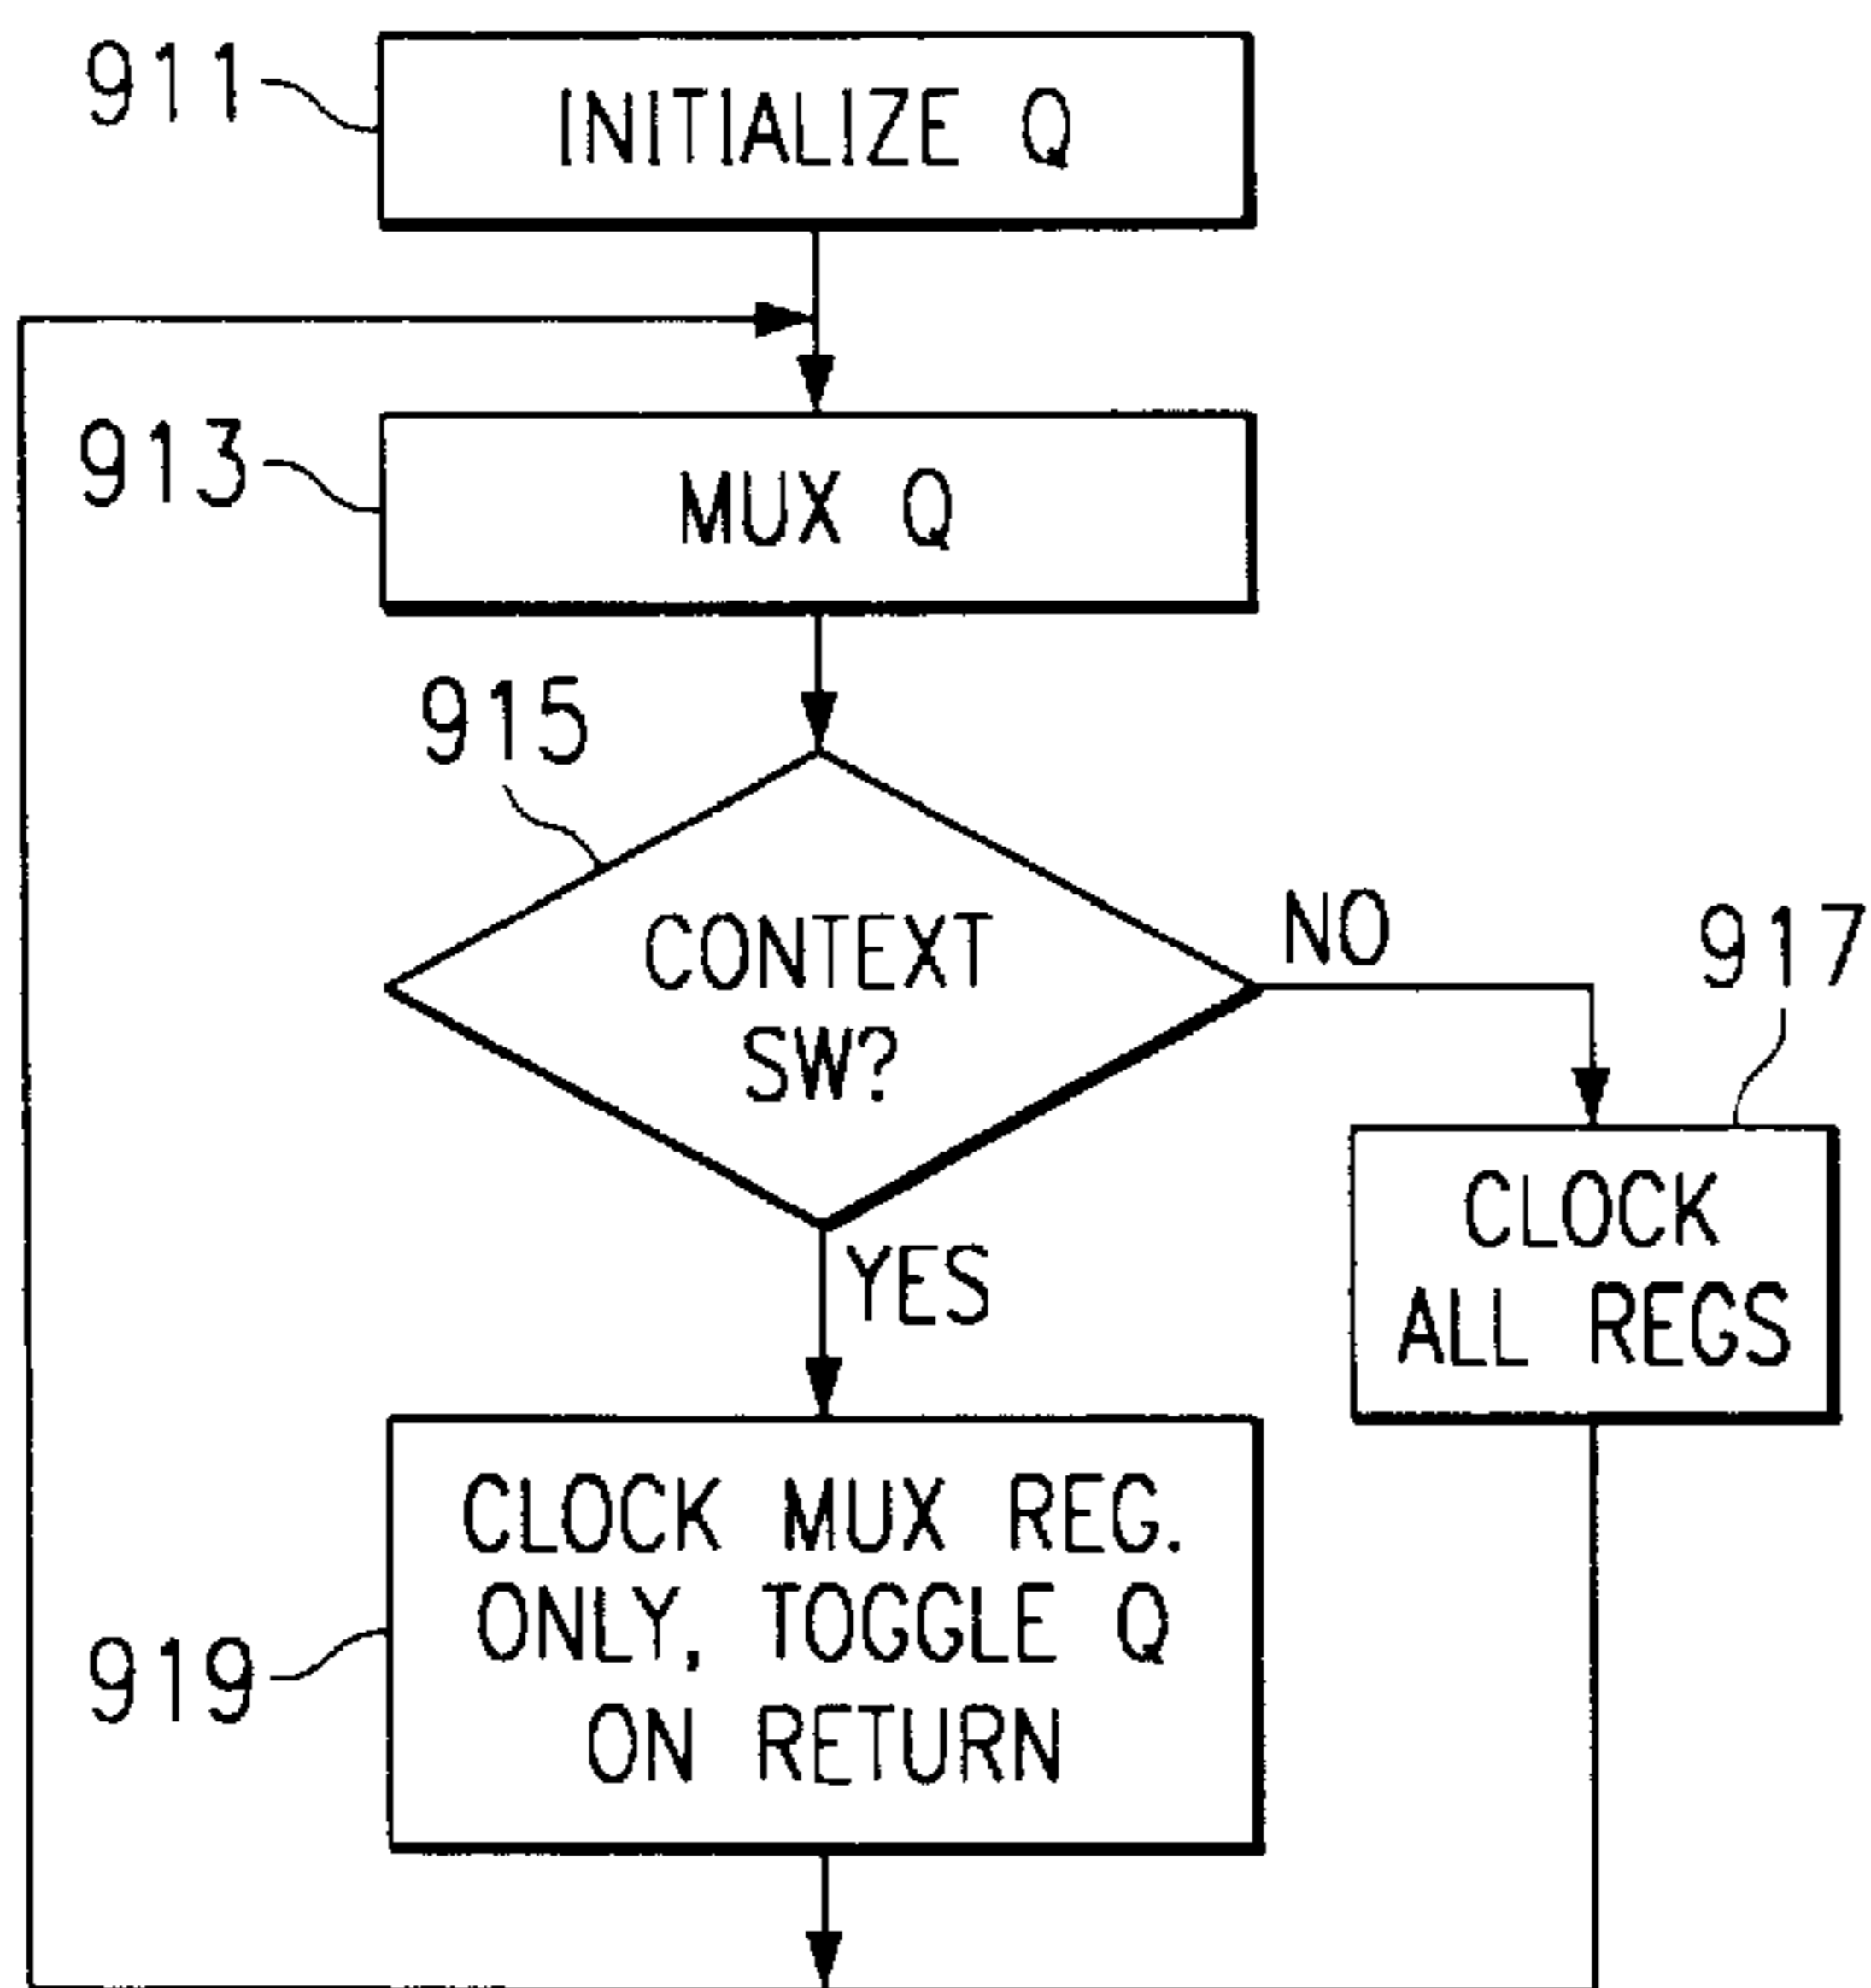 911
INITIALIZE Q
913
MUX Q
915
CONTEXT
SW?
NO
917
YES
CLOCK
ALL REGS
CLOCK MUX REG.
ONLY, TOGGLE Q
ON RETURN
919